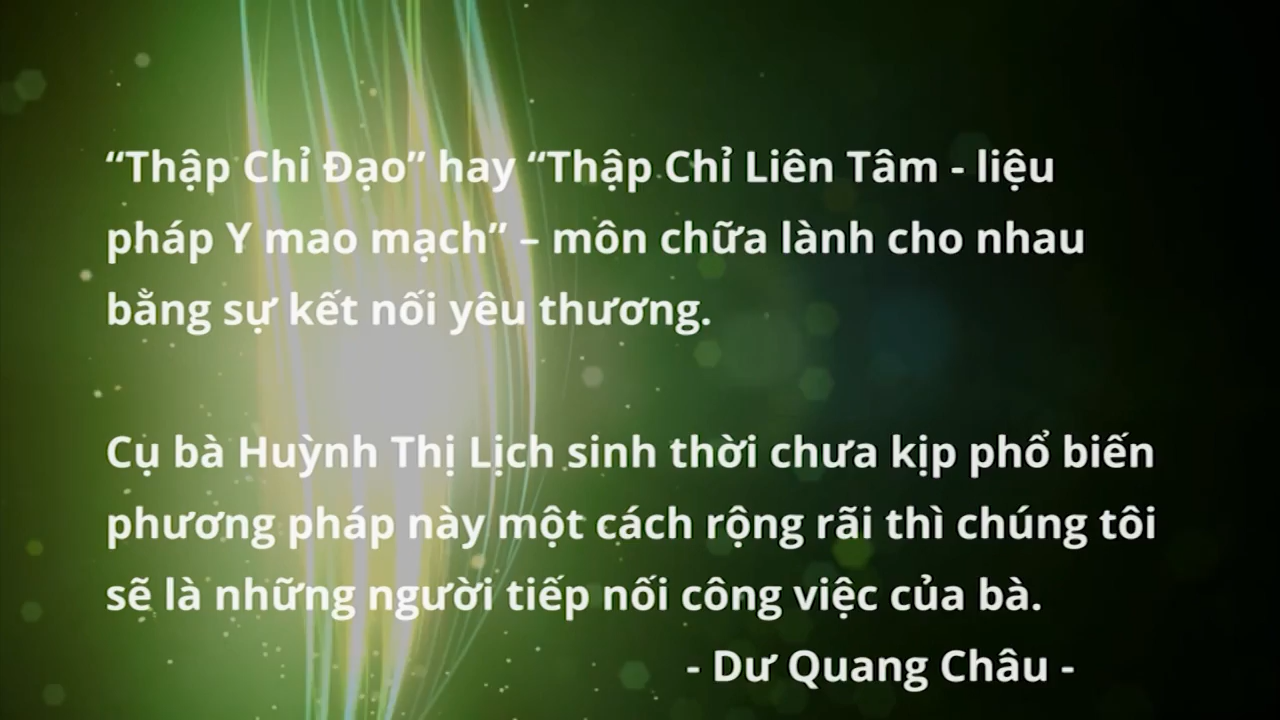 “Thập Chỉ Đạo” hay “Thập Chỉ Liên Tâm - liệu
pháp Y mao mạch” – môn chữa lành cho nhau
bằng sự kết nối yêu thương.
Cụ bà Huỳnh Thị Lịch sinh thời chưa kịp phổ biến
phương pháp này một cách rộng rãi thì chúng tôi
sẽ là những người tiếp nối công việc của bà.
- Dư Quang Châu -